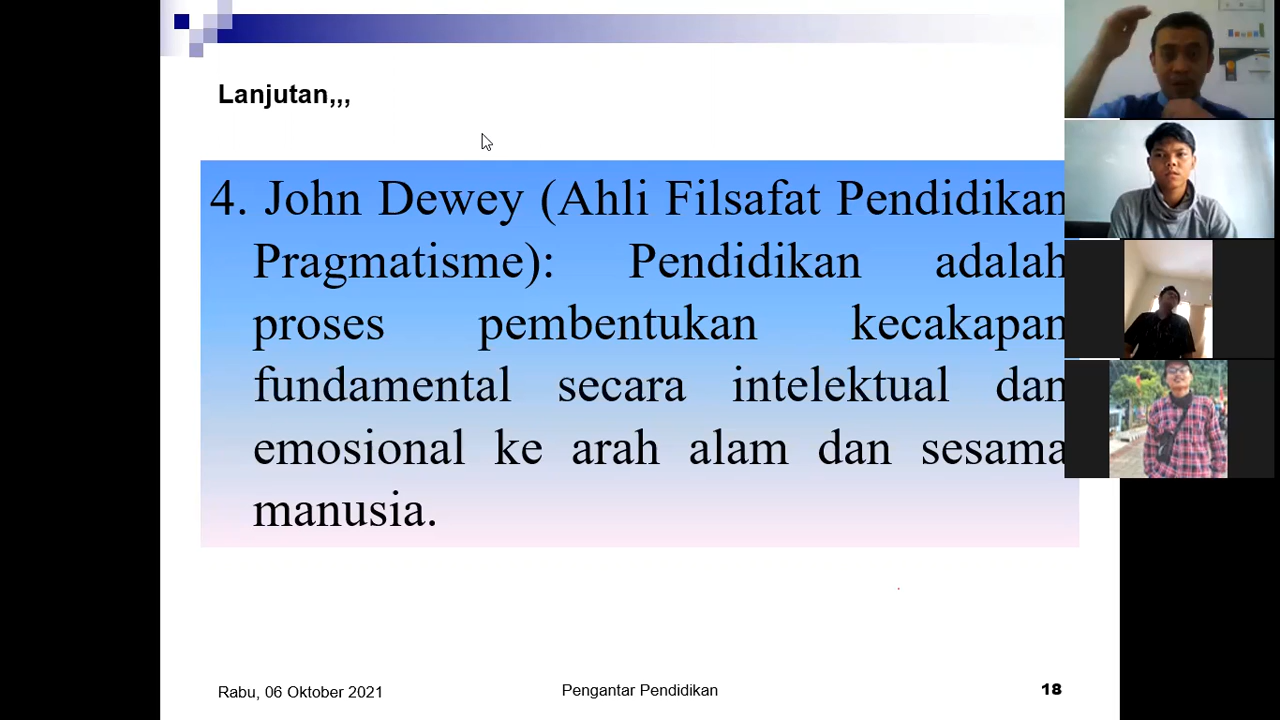 Lanjutan,,,
4. John Dewey (Ahli Filsafat Pendidikan
Pragmatisme): Pendidikan adalah
proses pembentukan kecakapan
fundamental secara intelektual dan
emosional ke arah alam dan sesama
manusia.
Rabu, 06 Oktober 2021
Pengantar Pendidikan
18